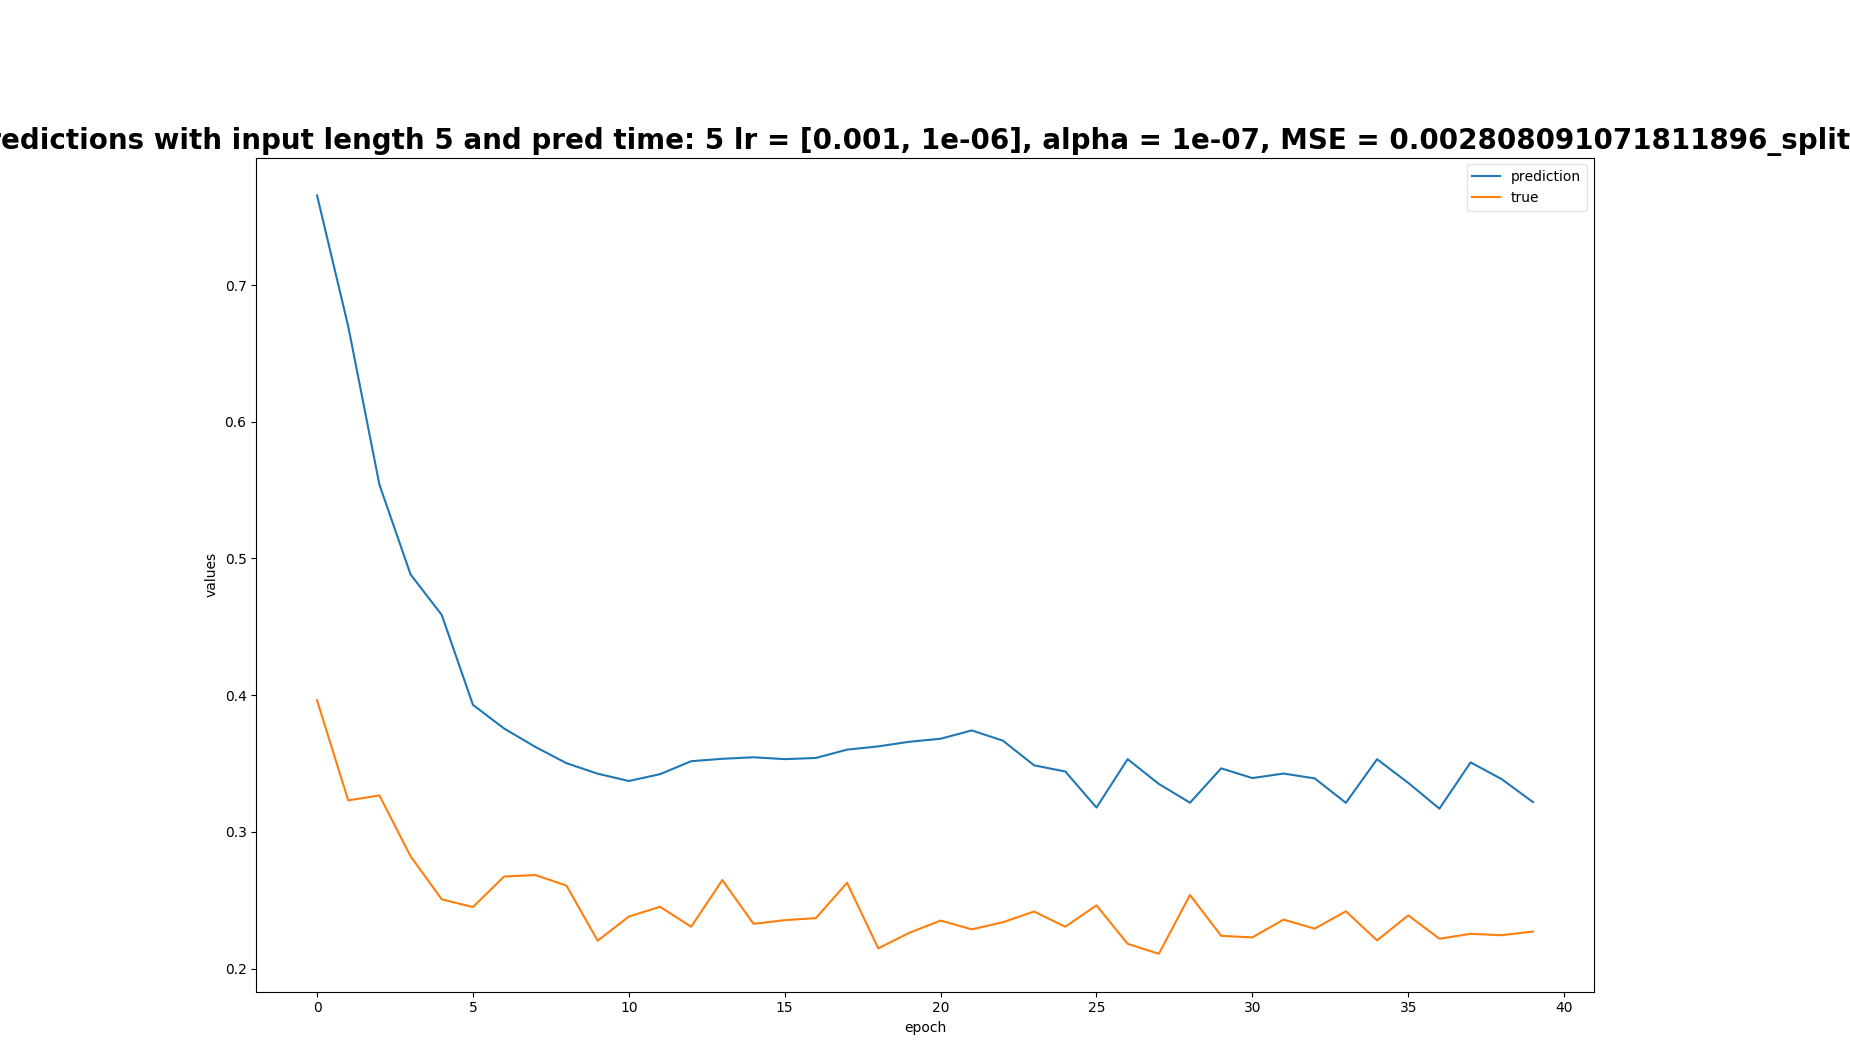 edictions with input length 5 and pred time: 5 lr = [0.001, 1e-06], alpha = 1e-07, MSE = 0.002808091071811896_split
prediction
true
0.7
0.6
0.5
0.4
0.3
0.2
values
0 5 10 15 20 25 30 35 40
epoch